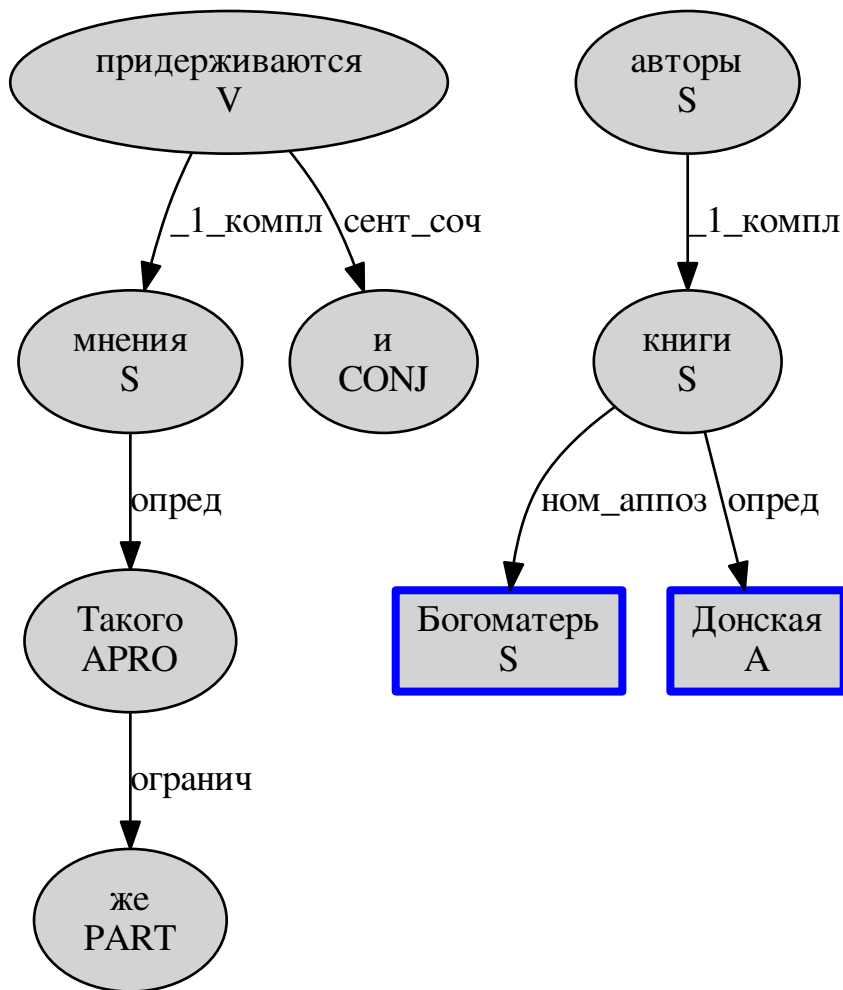 придерживаются
V
авторы
S
_1_компл
сент_соч
_1_компл
мнения
S
и
CONJ
книги
S
опред
ном_аппоз
опред
Такого
APRO
Богоматерь
S
Донская
A
огранич
же
PART